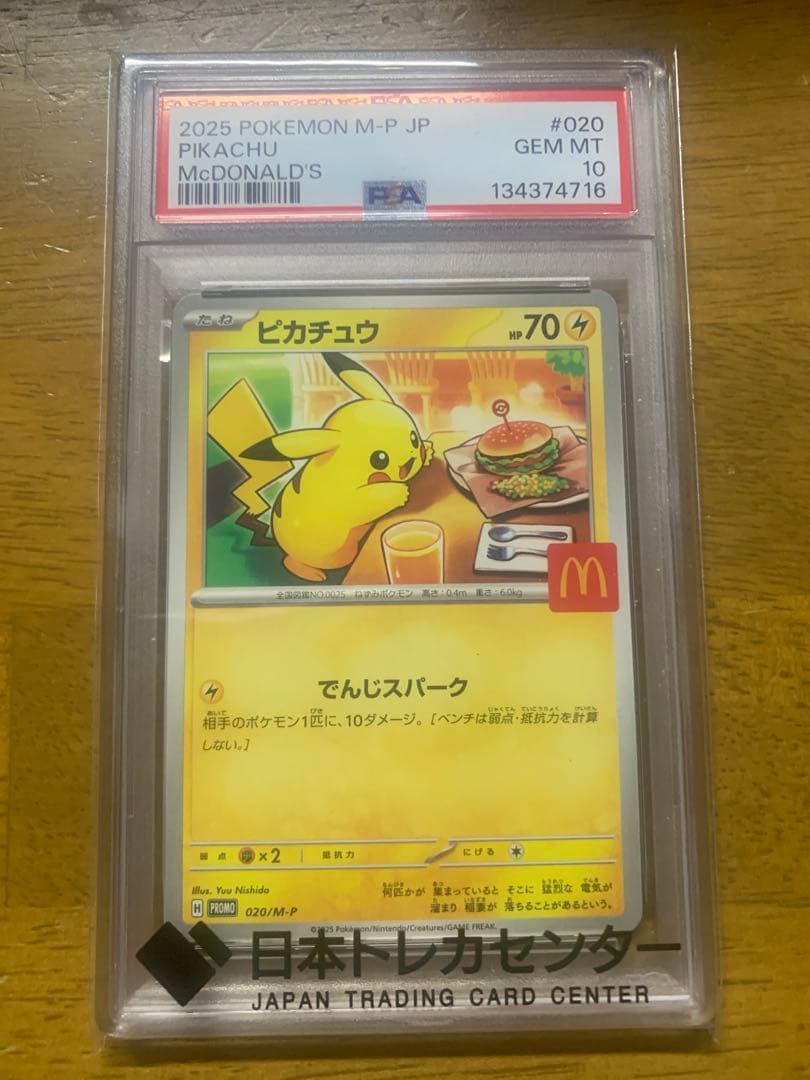 2025 POKEMON M-P JP #020
PIKACHU GEM MT
McDONALD'S 10
PSA 134374716
たね ピカチュウ HP70
全国図鑑NO.0025 ねずみポケモン 高さ:0.4m 重さ:6.0kg
でんじスパーク
相手のポケモン1匹に、10ダメージ。[ベンチは弱点・抵抗力を計算
しない。]
弱点 ×2 抵抗力 にげる
Illus. Yuu Nishida
何匹かが 集まっていると そこに 猛烈な 電気が
溜まり 稲妻が 落ちることがあるという。
H PROMO 020/M-P
©2025 Pokémon/Nintendo/Creatures/GAME FREAK.
日本トレカセンター
JAPAN TRADING CARD CENTER